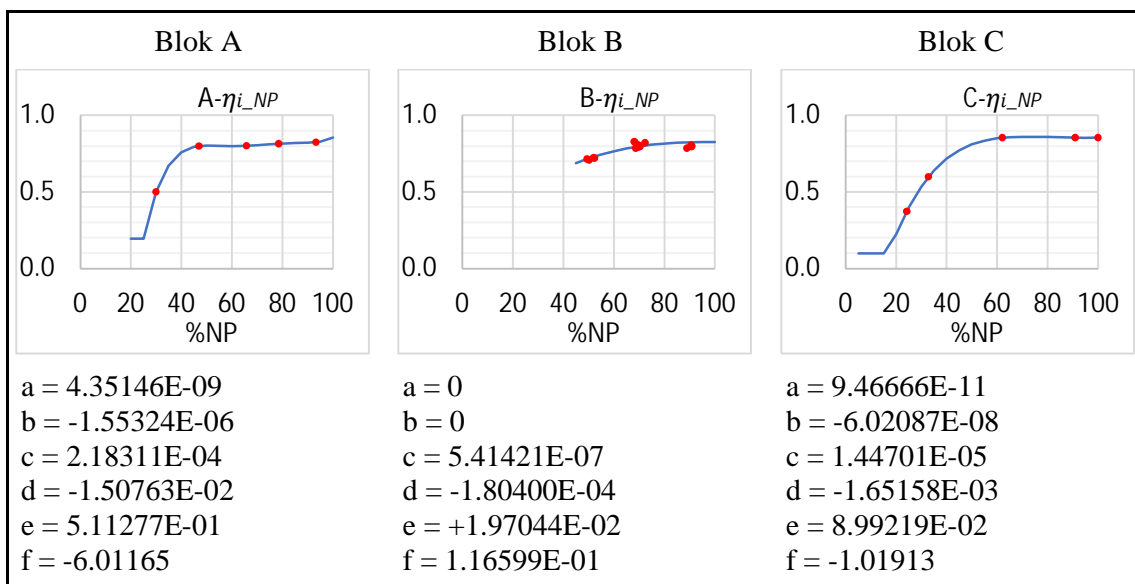 Blok A
A-ηi_NP
1.0
0.5
0.0
0 20 40 60 80 100
%NP
a = 4.35146E-09
b = -1.55324E-06
c = 2.18311E-04
d = -1.50763E-02
e = 5.11277E-01
f = -6.01165
Blok B
B-ηi_NP
1.0
0.5
0.0
0 20 40 60 80 100
%NP
a = 0
b = 0
c = 5.41421E-07
d = -1.80400E-04
e = +1.97044E-02
f = 1.16599E-01
Blok C
C-ηi_NP
1.0
0.5
0.0
0 20 40 60 80 100
%NP
a = 9.46666E-11
b = -6.02087E-08
c = 1.44701E-05
d = -1.65158E-03
e = 8.99219E-02
f = -1.01913